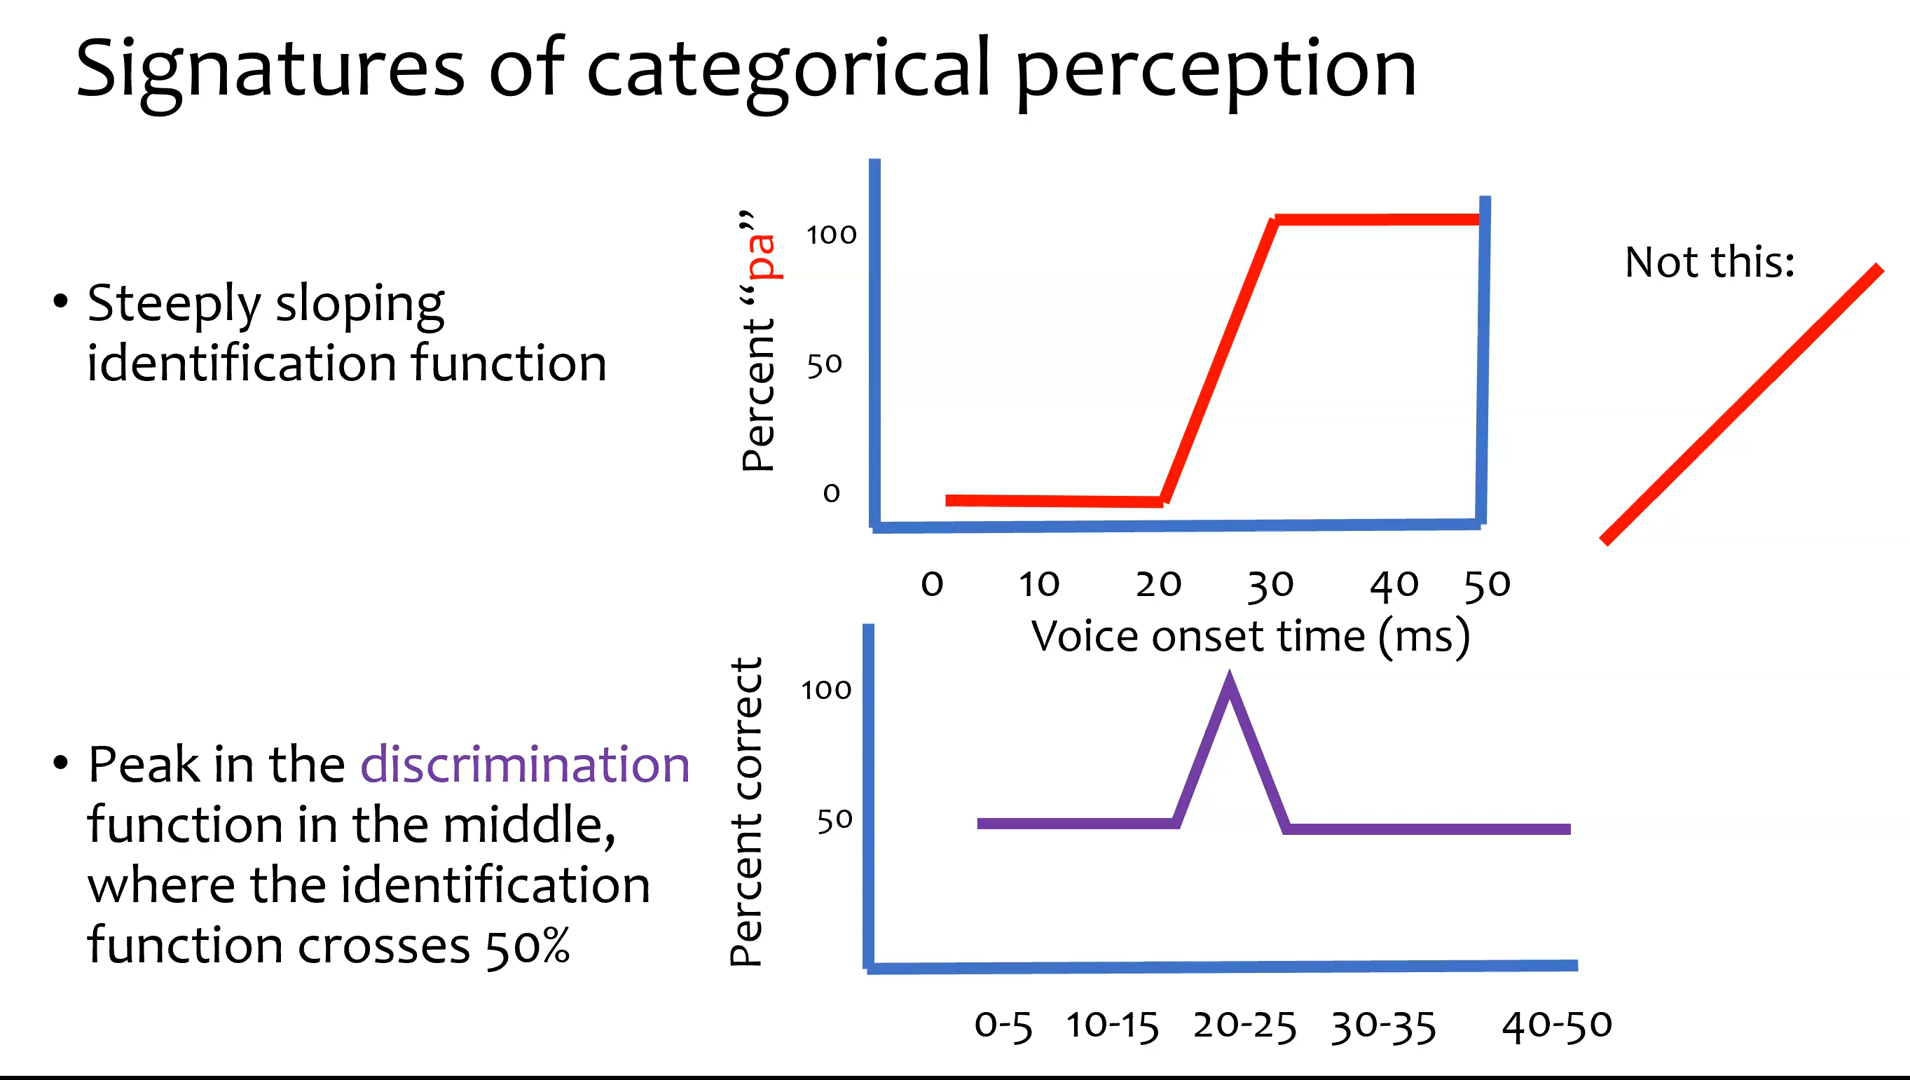 Signatures of categorical perception
• Steeply sloping
identification function
Percent “pa”
100
50
0
0 10 20 30 40 50
Voice onset time (ms)
Not this:
• Peak in the discrimination
function in the middle,
where the identification
function crosses 50%
Percent correct
100
50
0-5 10-15 20-25 30-35 40-50